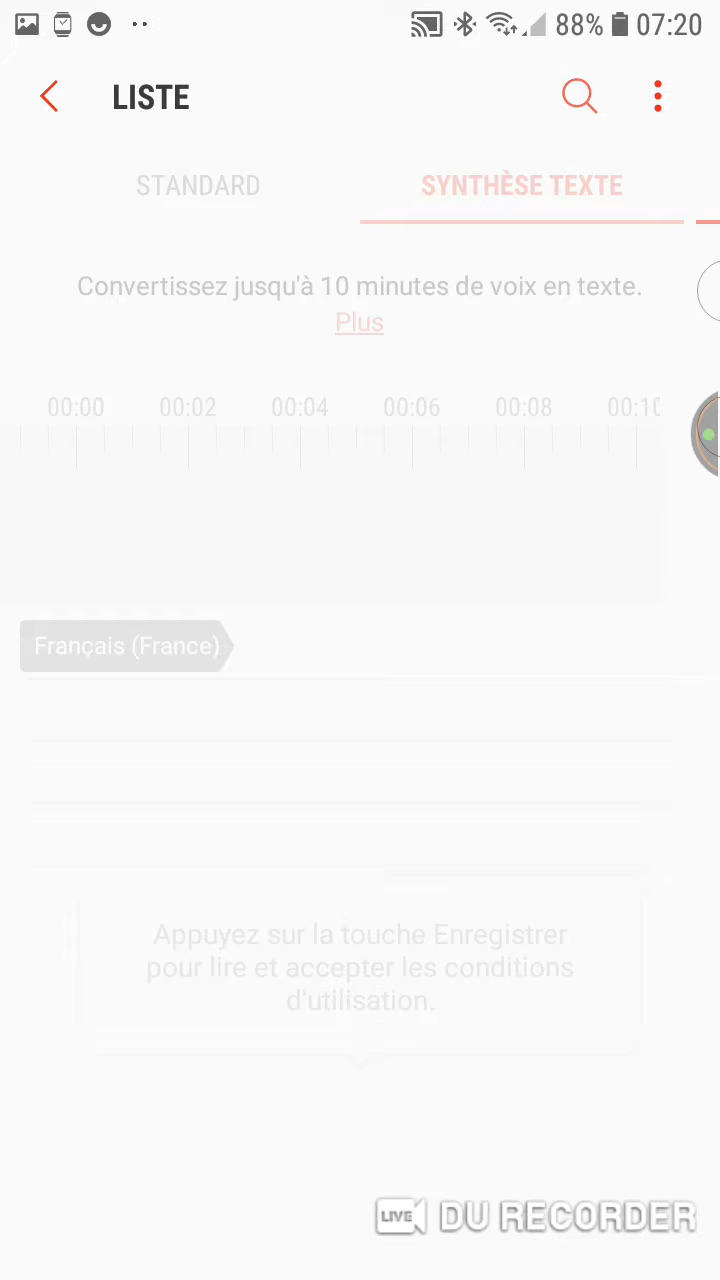 88% 07:20
LISTE
STANDARD SYNTHÈSE TEXTE
Convertissez jusqu'à 10 minutes de voix en texte.
Plus
00:00 00:02 00:04 00:06 00:08 00:10
Français (France)
Appuyez sur la touche Enregistrer
pour lire et accepter les conditions
d'utilisation.
LIVE DU RECORDER